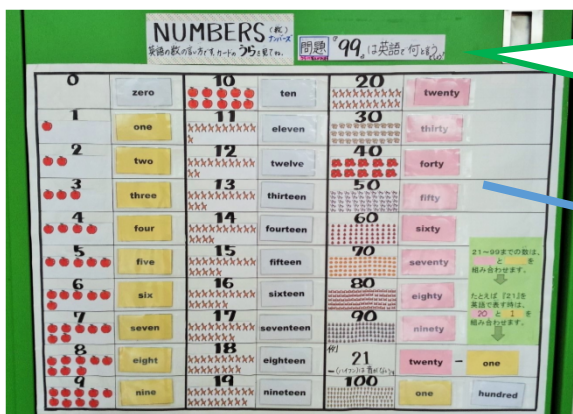 NUMBERS (数)
ナンバーズ
英語の数の言い方です。カードのうらを見てね。
問題 "99"は英語で何と言う
0 zero 10 ten 20 twenty
1 one 11 eleven 30 thirty
2 two 12 twelve 40 forty
3 three 13 thirteen 50 fifty
4 four 14 fourteen 60 sixty
5 five 15 fifteen 70 seventy
6 six 16 sixteen 80 eighty
7 seven 17 seventeen 90 ninety
8 eight 18 eighteen 21 twenty - one
9 nine 19 nineteen 100 one hundred
21~99までの数は、
と を
組み合わせます。
たとえば「21」を
英語で表す時は、
20 と 1 を
組み合わせます。